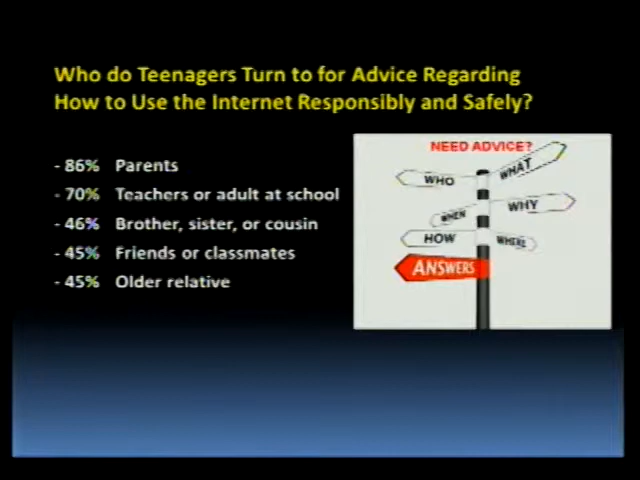 Who do Teenagers Turn to for Advice Regarding
How to Use the Internet Responsibly and Safely?
- 86% Parents
- 70% Teachers or adult at school
- 46% Brother, sister, or cousin
- 45% Friends or classmates
- 45% Older relative
NEED ADVICE?
WHAT
WHO
WHY
WHEN
HOW
WHERE
ANSWERS